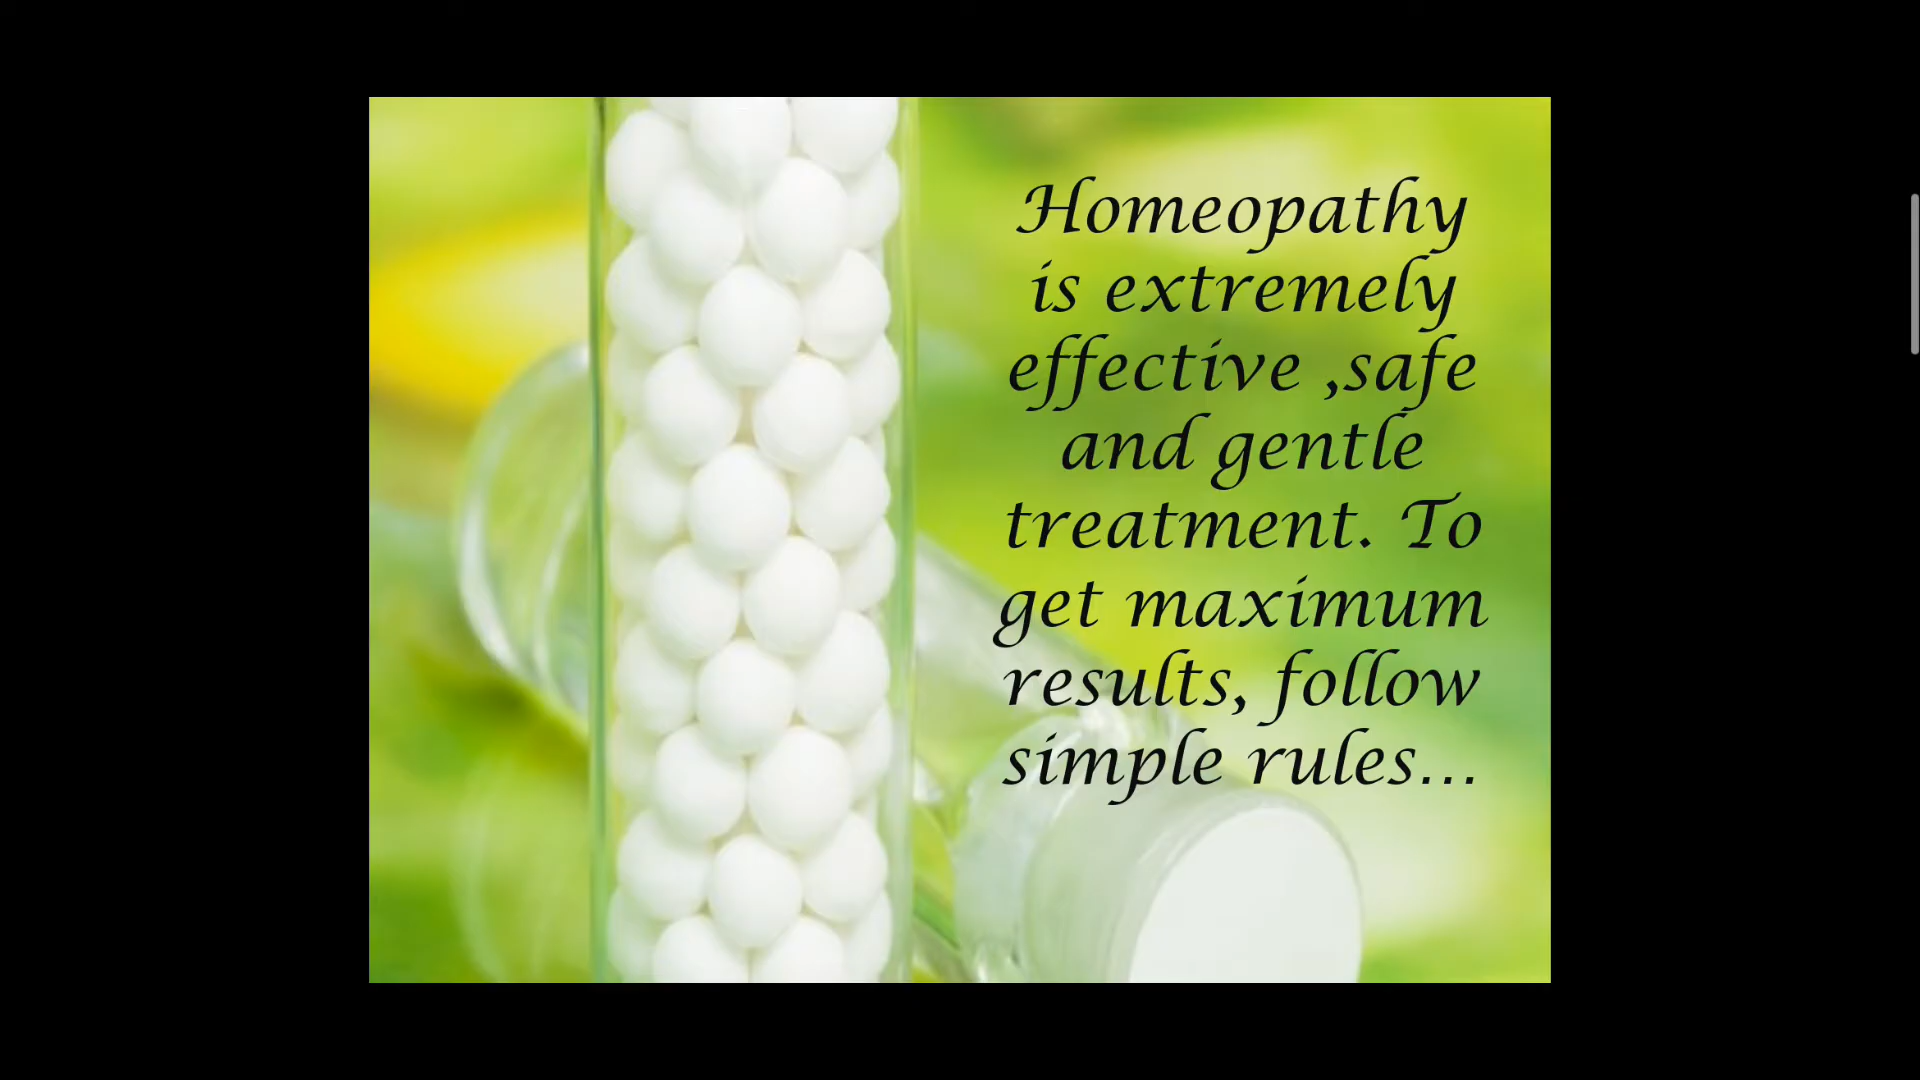 Homeopathy
is extremely
effective ,safe
and gentle
treatment. To
get maximum
results, follow
simple rules...